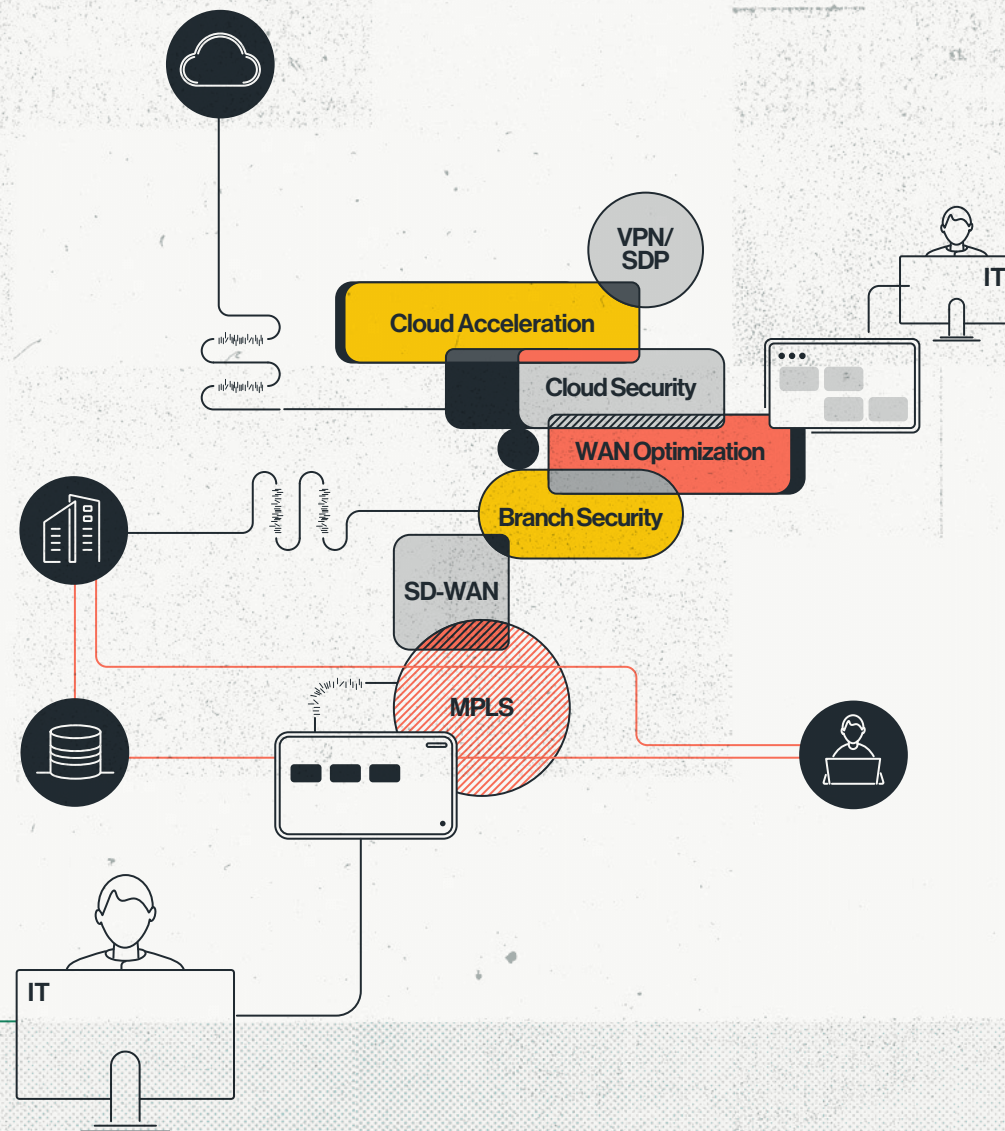 VPN/
SDP
IT
Cloud Acceleration
Cloud Security
WAN Optimization
Branch Security
SD-WAN
MPLS
IT